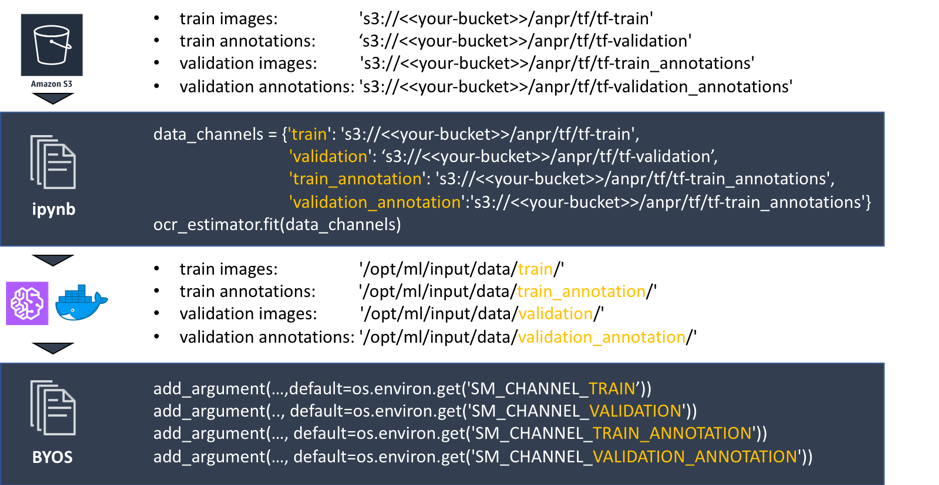 • train images: 's3://<<your-bucket>>/anpr/tf/tf-train'
• train annotations: ‘s3://<<your-bucket>>/anpr/tf/tf-validation'
• validation images: 's3://<<your-bucket>>/anpr/tf/tf-train_annotations'
• validation annotations: 's3://<<your-bucket>>/anpr/tf/tf-validation_annotations'
Amazon S3
data_channels = {'train': 's3://<<your-bucket>>/anpr/tf/tf-train',
'validation': ‘s3://<<your-bucket>>/anpr/tf/tf-validation’,
'train_annotation': 's3://<<your-bucket>>/anpr/tf/tf-train_annotations',
'validation_annotation':'s3://<<your-bucket>>/anpr/tf/tf-train_annotations'}
ocr_estimator.fit(data_channels)
ipynb
• train images: '/opt/ml/input/data/train/'
• train annotations: '/opt/ml/input/data/train_annotation/'
• validation images: '/opt/ml/input/data/validation/'
• validation annotations: '/opt/ml/input/data/validation_annotation/'
add_argument(…,default=os.environ.get('SM_CHANNEL_TRAIN’))
add_argument(.., default=os.environ.get('SM_CHANNEL_VALIDATION'))
add_argument(…, default=os.environ.get('SM_CHANNEL_TRAIN_ANNOTATION'))
add_argument(…, default=os.environ.get('SM_CHANNEL_VALIDATION_ANNOTATION'))
BYOS